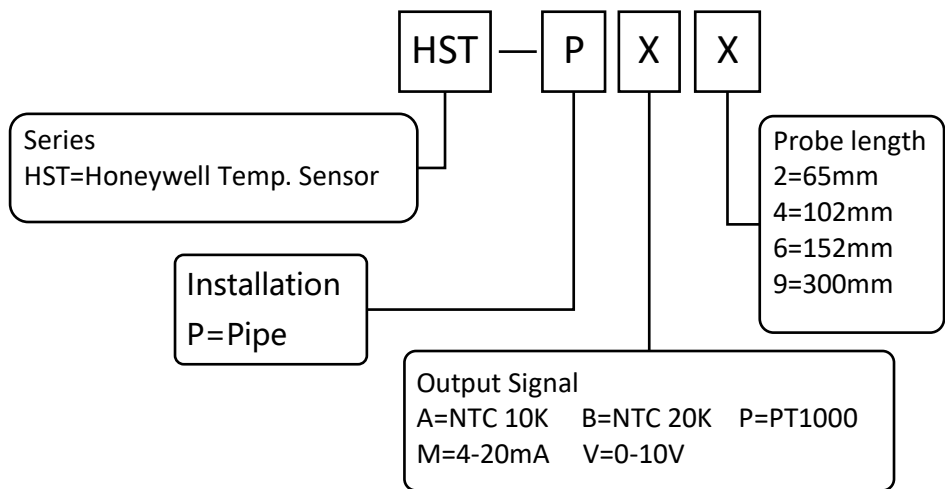 HST — P X X
Series
HST=Honeywell Temp. Sensor
Installation
P=Pipe
Output Signal
A=NTC 10K B=NTC 20K P=PT1000
M=4-20mA V=0-10V
Probe length
2=65mm
4=102mm
6=152mm
9=300mm